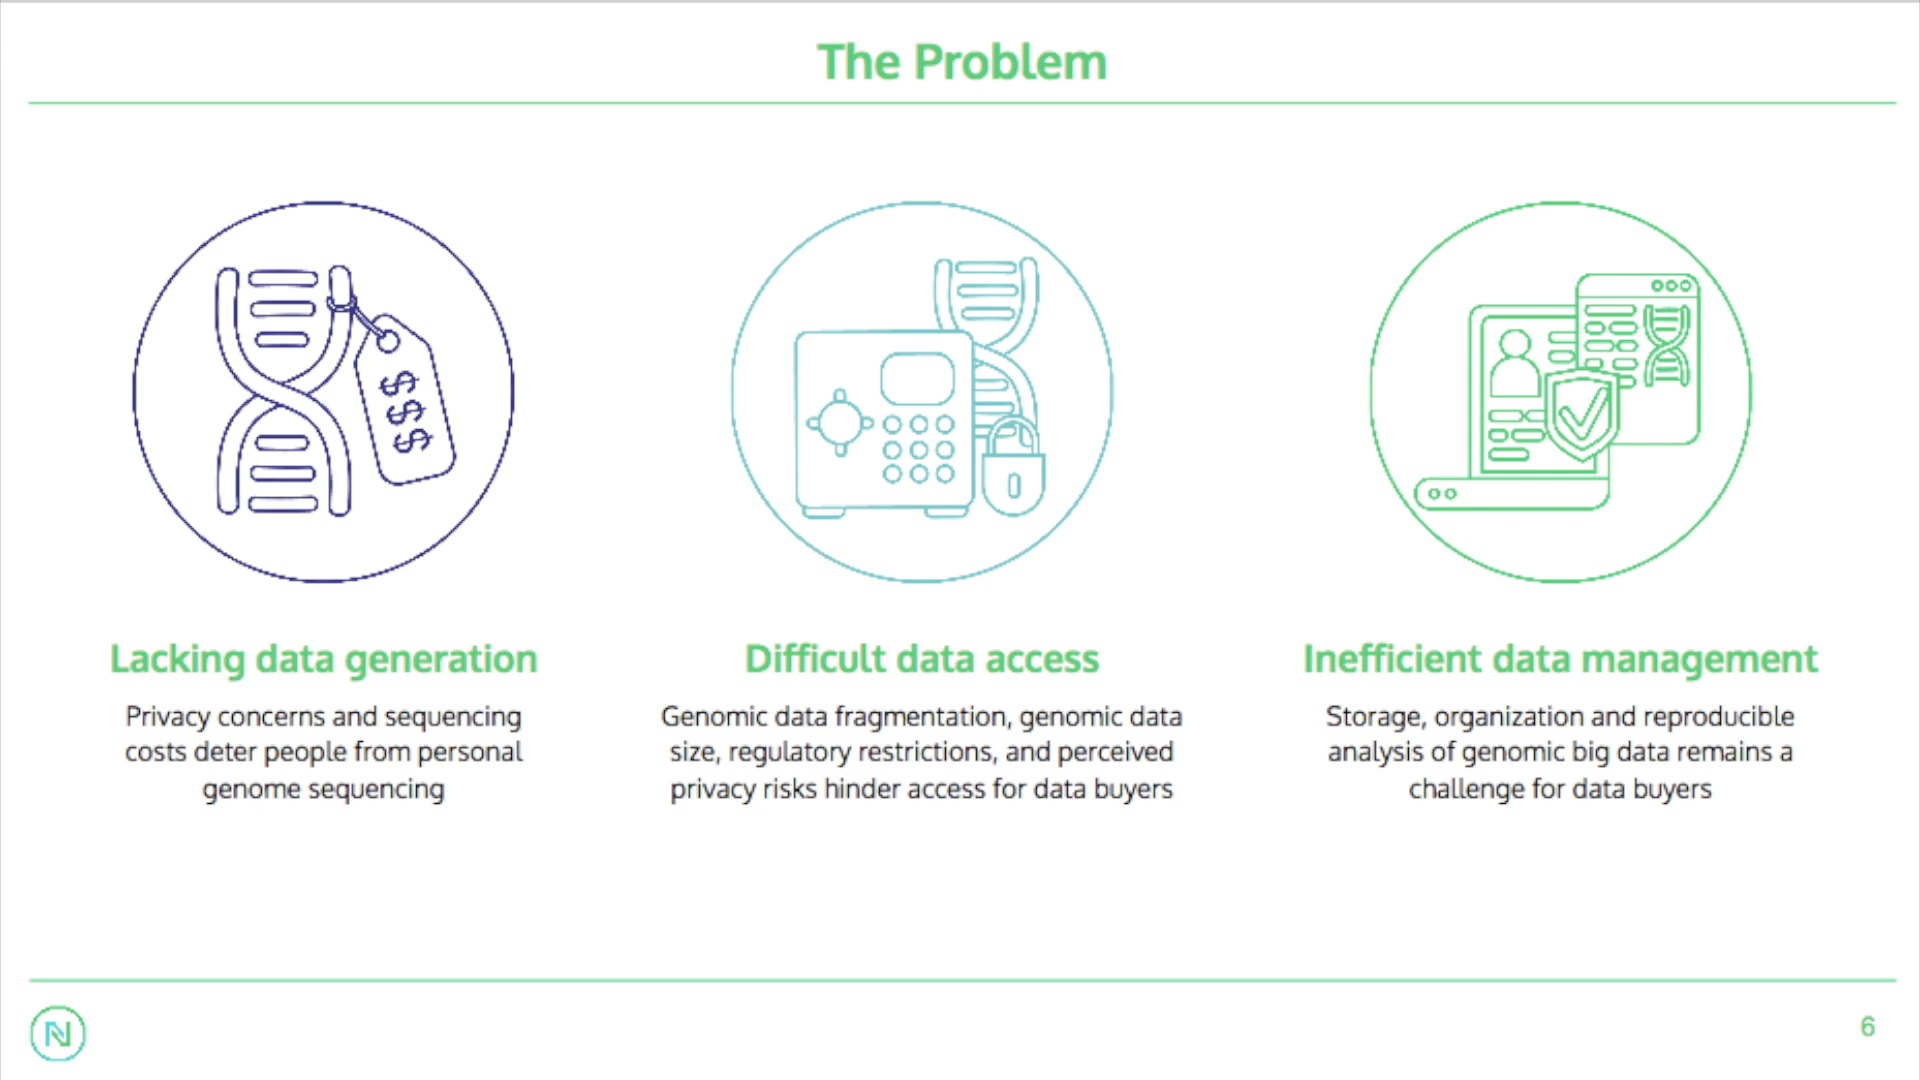 The Problem
$$$
Lacking data generation
Privacy concerns and sequencing
costs deter people from personal
genome sequencing
Difficult data access
Genomic data fragmentation, genomic data
size, regulatory restrictions, and perceived
privacy risks hinder access for data buyers
Inefficient data management
Storage, organization and reproducible
analysis of genomic big data remains a
challenge for data buyers
N
6